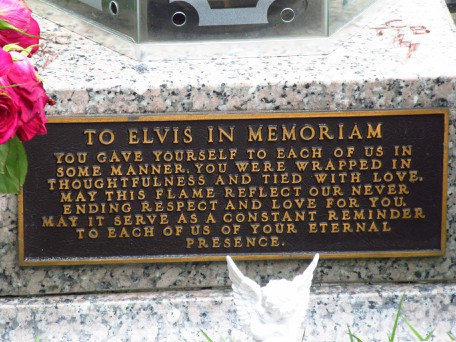 TO ELVIS IN MEMORIAM
YOU GAVE YOURSELF TO EACH OF US IN
SOME MANNER. YOU WERE WRAPPED IN
THOUGHTFULNESS AND TIED WITH LOVE.
MAY THIS FLAME REFLECT OUR NEVER
ENDING RESPECT AND LOVE FOR YOU.
MAY IT SERVE AS A CONSTANT REMINDER
TO EACH OF US OF YOUR ETERNAL
PRESENCE.